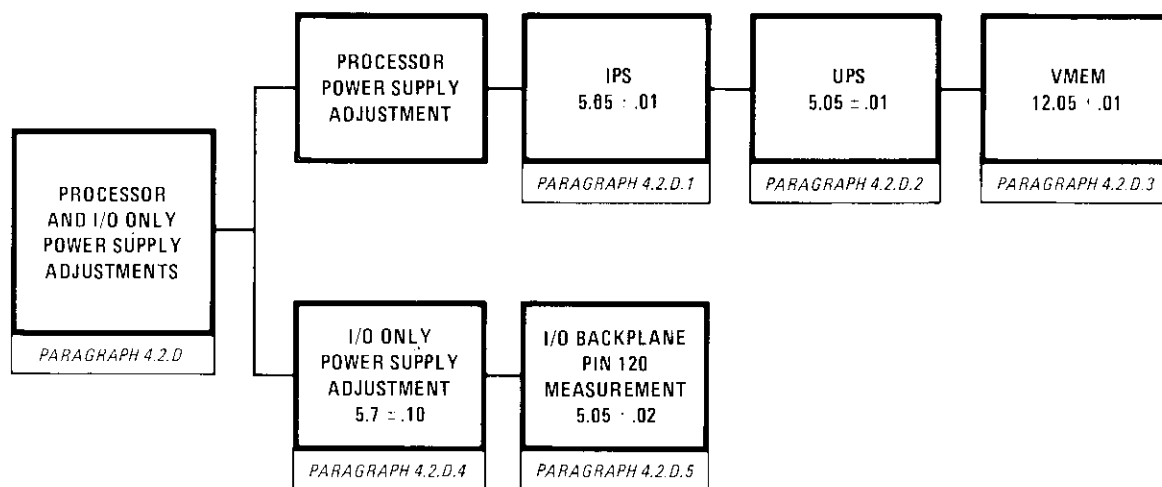 PROCESSOR
AND I/O ONLY
POWER SUPPLY
ADJUSTMENTS
PARAGRAPH 4.2.D
PROCESSOR
POWER SUPPLY
ADJUSTMENT
IPS
5.65 ± .01
PARAGRAPH 4.2.D.1
UPS
5.05 ± .01
PARAGRAPH 4.2.D.2
VMEM
12.05 ± .01
PARAGRAPH 4.2.D.3
I/O ONLY
POWER SUPPLY
ADJUSTMENT
5.7 ± .10
PARAGRAPH 4.2.D.4
I/O BACKPLANE
PIN 120
MEASUREMENT
5.05 ± .02
PARAGRAPH 4.2.D.5